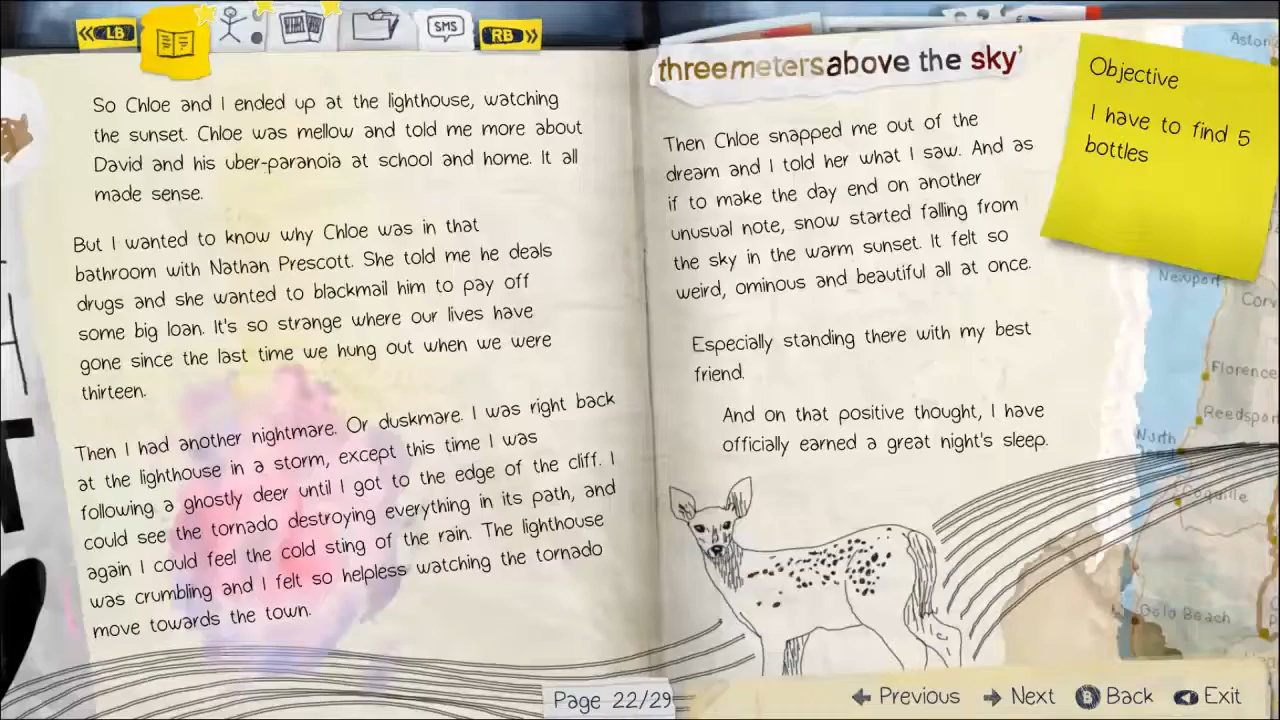 LB
SMS
RB
So Chloe and I ended up at the lighthouse, watching
the sunset. Chloe was mellow and told me more about
David and his uber-paranoia at school and home. It all
made sense.
But I wanted to know why Chloe was in that
bathroom with Nathan Prescott. She told me he deals
drugs and she wanted to blackmail him to pay off
some big loan. It's so strange where our lives have
gone since the last time we hung out when we were
thirteen.
Then I had another nightmare. Or duskmare. I was right back
at the lighthouse in a storm, except this time I was
following a ghostly deer until I got to the edge of the cliff. I
could see the tornado destroying everything in its path, and
again I could feel the cold sting of the rain. The lighthouse
was crumbling and I felt so helpless watching the tornado
move towards the town.
three meters above the sky'
Then Chloe snapped me out of the
dream and I told her what I saw. And as
if to make the day end on another
unusual note, snow started falling from
the sky in the warm sunset. It felt so
weird, ominous and beautiful all at once.
Especially standing there with my best
friend.
And on that positive thought, I have
officially earned a great night's sleep.
Objective
I have to find 5
bottles
Newport
Florence
North
Coquille
Gold Beach
Page 22/29
Previous
Next
B Back
Exit